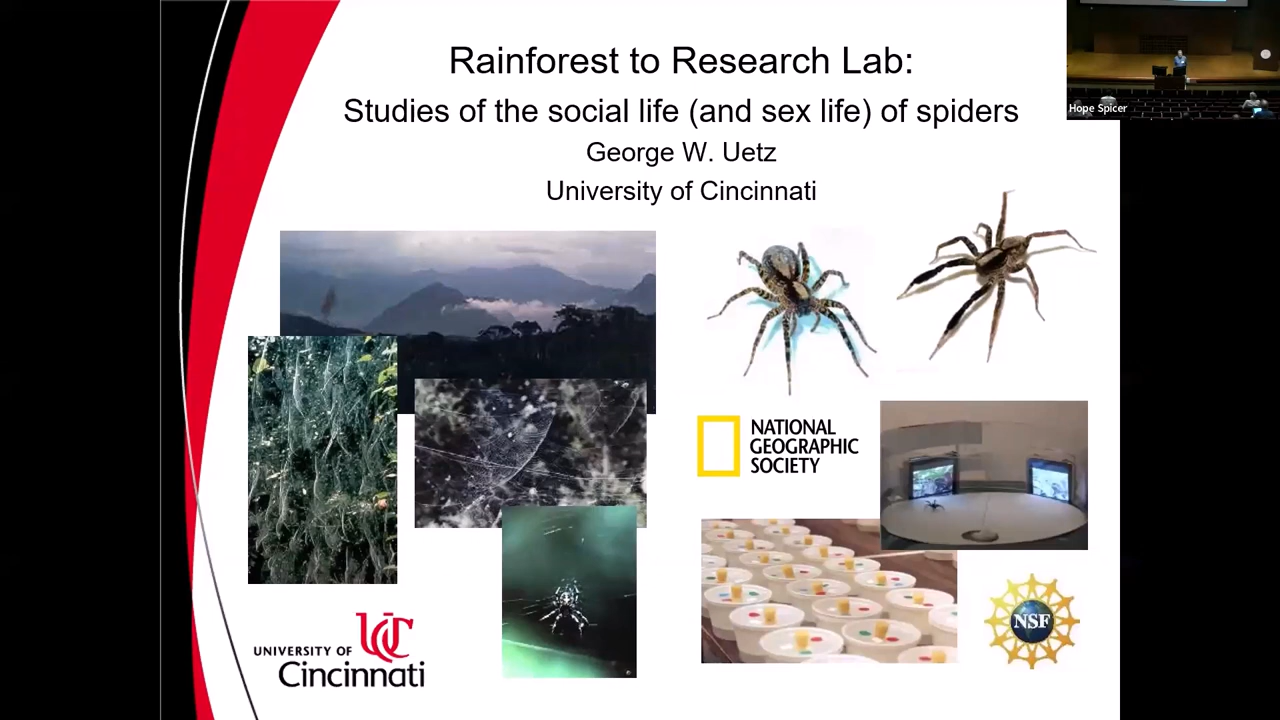 Rainforest to Research Lab:
Studies of the social life (and sex life) of spiders
George W. Uetz
University of Cincinnati
Hope Spicer
NATIONAL
GEOGRAPHIC
SOCIETY
NSF
UC
UNIVERSITY OF
Cincinnati